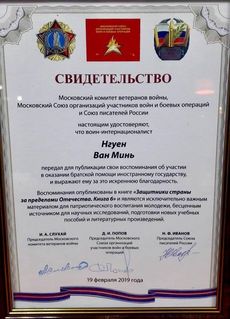 СВИДЕТЕЛЬСТВО
Московский комитет ветеранов войны,
Московский Союз организаций участников войн и боевых операций
и Союз писателей России
настоящим удостоверяют,
что воин-интернационалист
Нгуен
Ван Минь
передал для публикации свои воспоминания об участии
в оказании братской помощи иностранному государству,
и выражают ему за это искреннюю благодарность.
Воспоминания опубликованы в книге «Защитники страны
за пределами Отечества. Книга 6» и являются исключительно важным
материалом для патриотического воспитания молодежи, бесценным
источником для научных исследований, подготовки новых учебных
пособий и литературных произведений.
И. А. СЛУХАЙ
Председатель Московского
комитета ветеранов войны
Д. И. ПОПОВ
Председатель Московского
Союза организаций
участников войн
и боевых операций
Н. Ф. ИВАНОВ
Председатель Союза
писателей России
19 февраля 2019 года